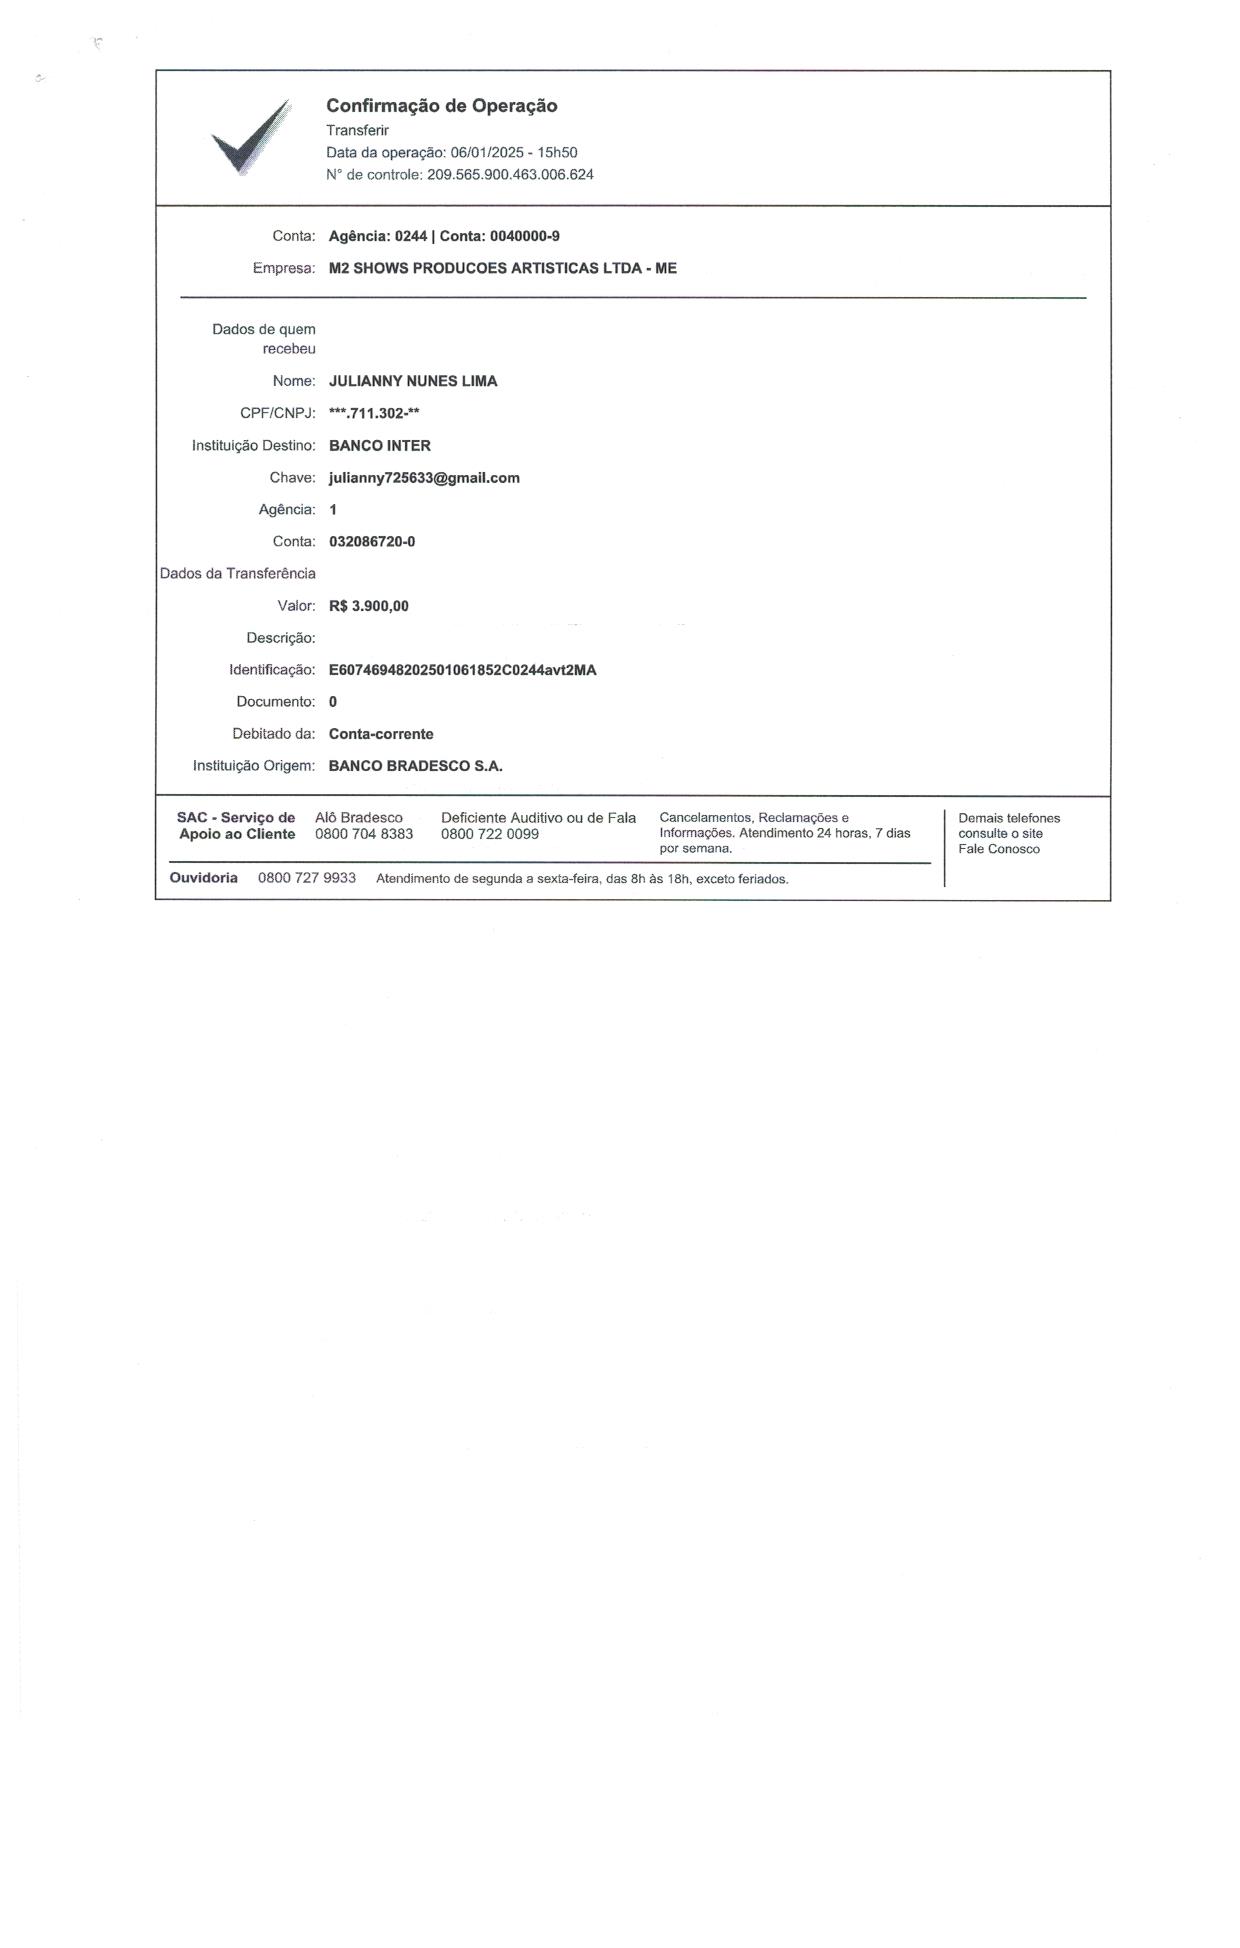 Confirmação de Operação
Transferir
Data da operação: 06/01/2025 - 15h50
N° de controle: 209.565.900.463.006.624
Conta: Agência: 0244 | Conta: 0040000-9
Empresa: M2 SHOWS PRODUCOES ARTISTICAS LTDA - ME
Dados de quem
recebeu
Nome: JULIANNY NUNES LIMA
CPF/CNPJ: ***.711.302-**
Instituição Destino: BANCO INTER
Chave: julianny725633@gmail.com
Agência: 1
Conta: 032086720-0
Dados da Transferência
Valor: R$ 3.900,00
Descrição:
Identificação: E60746948202501061852C0244avt2MA
Documento: 0
Debitado da: Conta-corrente
Instituição Origem: BANCO BRADESCO S.A.
SAC - Serviço de
Apoio ao Cliente
Alô Bradesco
0800 704 8383
Deficiente Auditivo ou de Fala
0800 722 0099
Cancelamentos, Reclamações e
Informações. Atendimento 24 horas, 7 dias
por semana.
Demais telefones
consulte o site
Fale Conosco
Ouvidoria 0800 727 9933 Atendimento de segunda a sexta-feira, das 8h às 18h, exceto feriados.